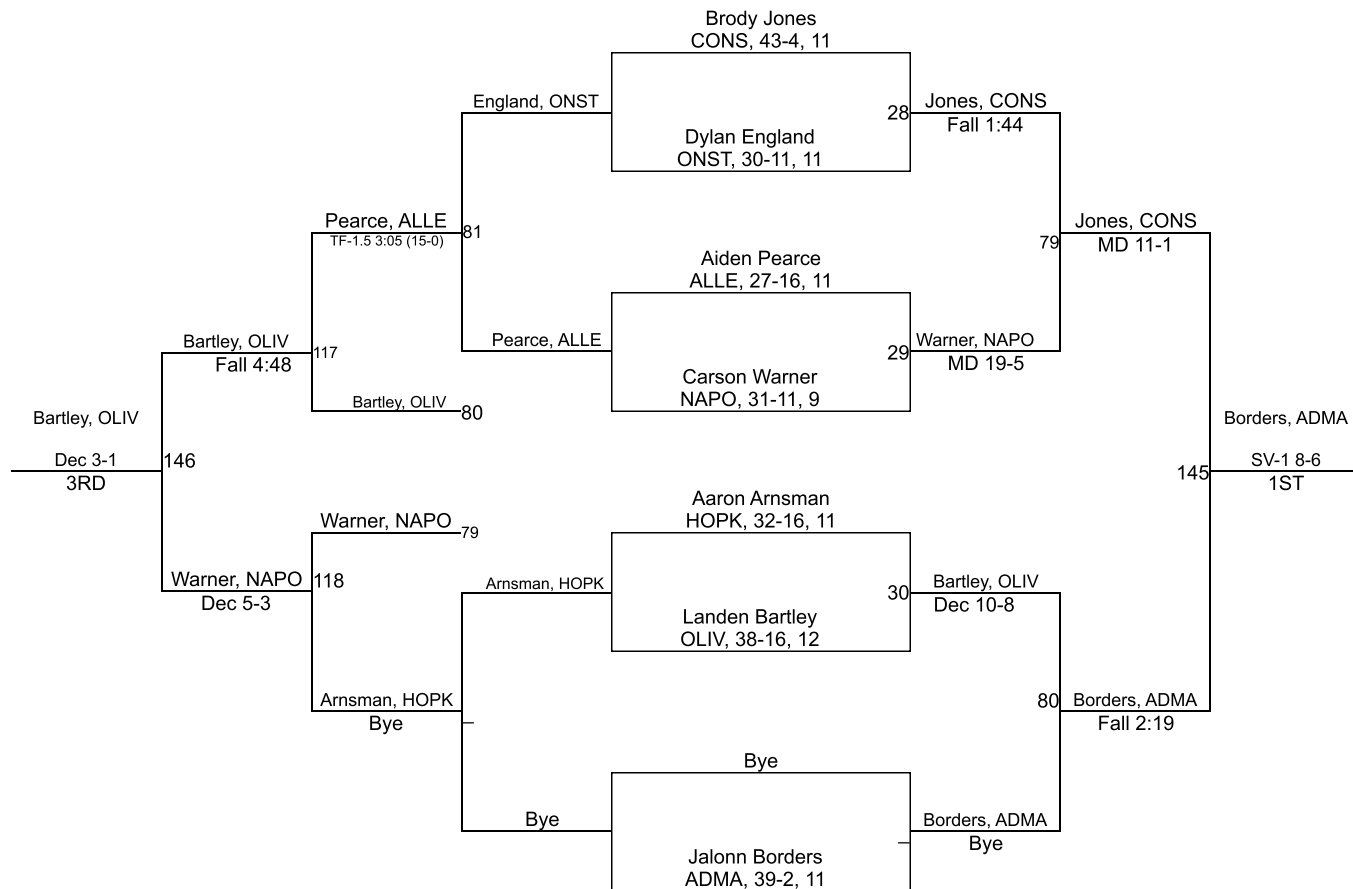 Brody Jones
CONS, 43-4, 11
England, ONST
28
Jones, CONS
Fall 1:44
Dylan England
ONST, 30-11, 11
Pearce, ALLE
TF-1.5 3:05 (15-0)
81
Jones, CONS
79
MD 11-1
Aiden Pearce
ALLE, 27-16, 11
Bartley, OLIV
Fall 4:48
117
Pearce, ALLE
29
Warner, NAPO
MD 19-5
Carson Warner
NAPO, 31-11, 9
Bartley, OLIV
80
Bartley, OLIV
Borders, ADMA
Dec 3-1
146
3RD
145
SV-1 8-6
1ST
Aaron Arnsman
HOPK, 32-16, 11
Warner, NAPO
79
Warner, NAPO
118
Dec 5-3
Arnsman, HOPK
30
Bartley, OLIV
Dec 10-8
Landen Bartley
OLIV, 38-16, 12
Arnsman, HOPK
Bye
80
Borders, ADMA
Fall 2:19
Bye
Bye
Borders, ADMA
Bye
Jalonn Borders
ADMA, 39-2, 11